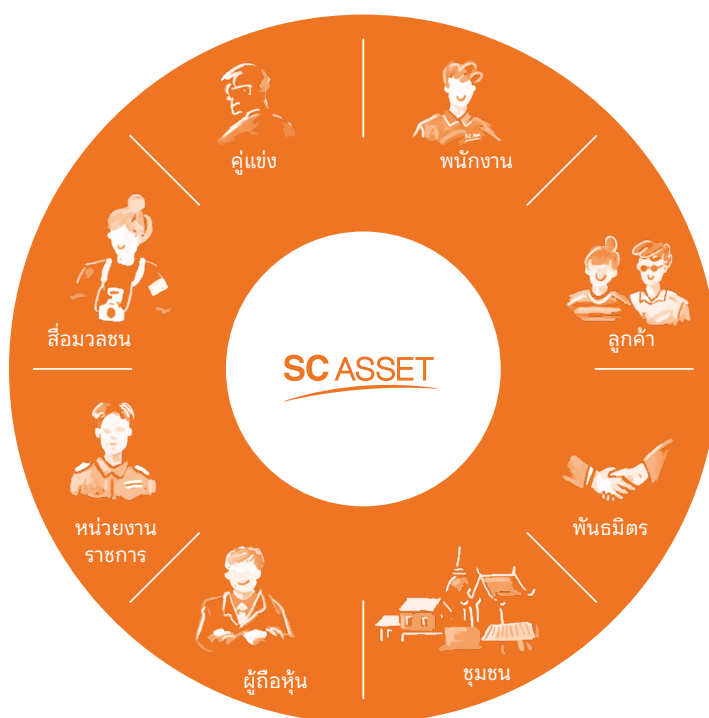 คู่แข่ง
พนักงาน
สื่อมวลชน
ลูกค้า
SC ASSET
หน่วยงาน
ราชการ
พันธมิตร
ผู้ถือหุ้น
ชุมชน